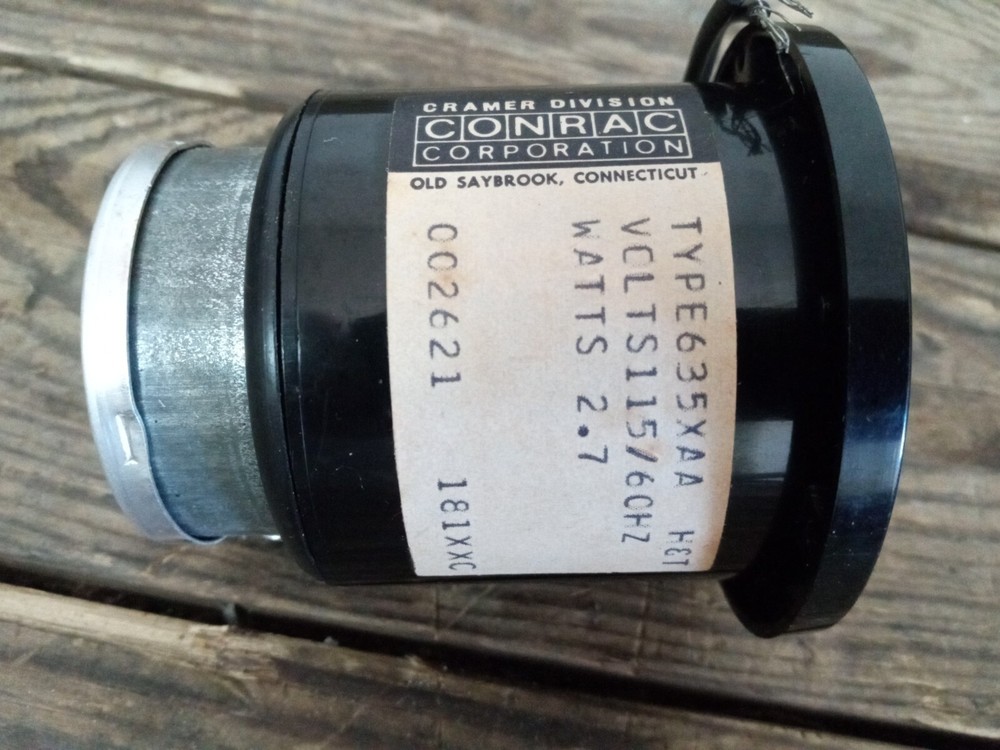 CRAMER DIVISION
CONRAC
CORPORATION
OLD SAYBROOK, CONNECTICUT
TYPE635XAA H&T
VOLTS115/60HZ
WATTS 2.7
002621 181XXC